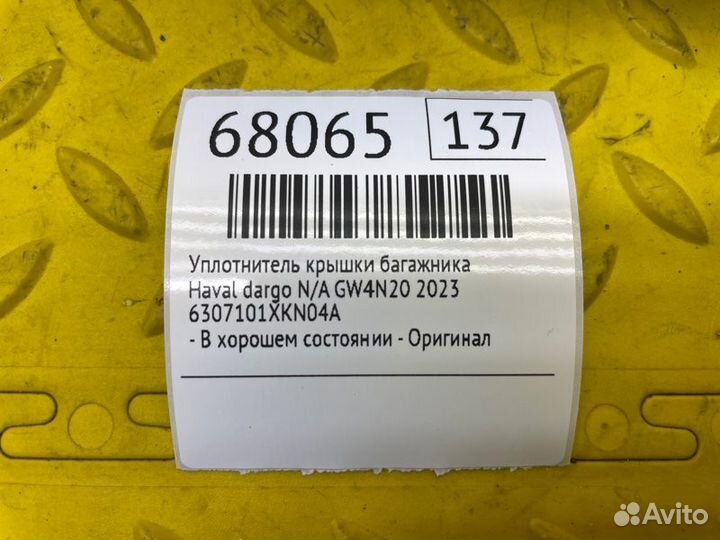 68065 137
Уплотнитель крышки багажника
Haval dargo N/A GW4N20 2023
6307101XKN04A
- В хорошем состоянии - Оригинал
Avito